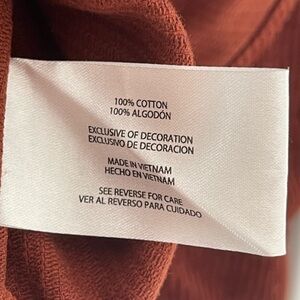 100% COTTON
100% ALGODÓN
EXCLUSIVE OF DECORATION
EXCLUSIVO DE DECORACION
MADE IN VIETNAM
HECHO EN VIETNAM
SEE REVERSE FOR CARE
VER AL REVERSO PARA CUIDADO